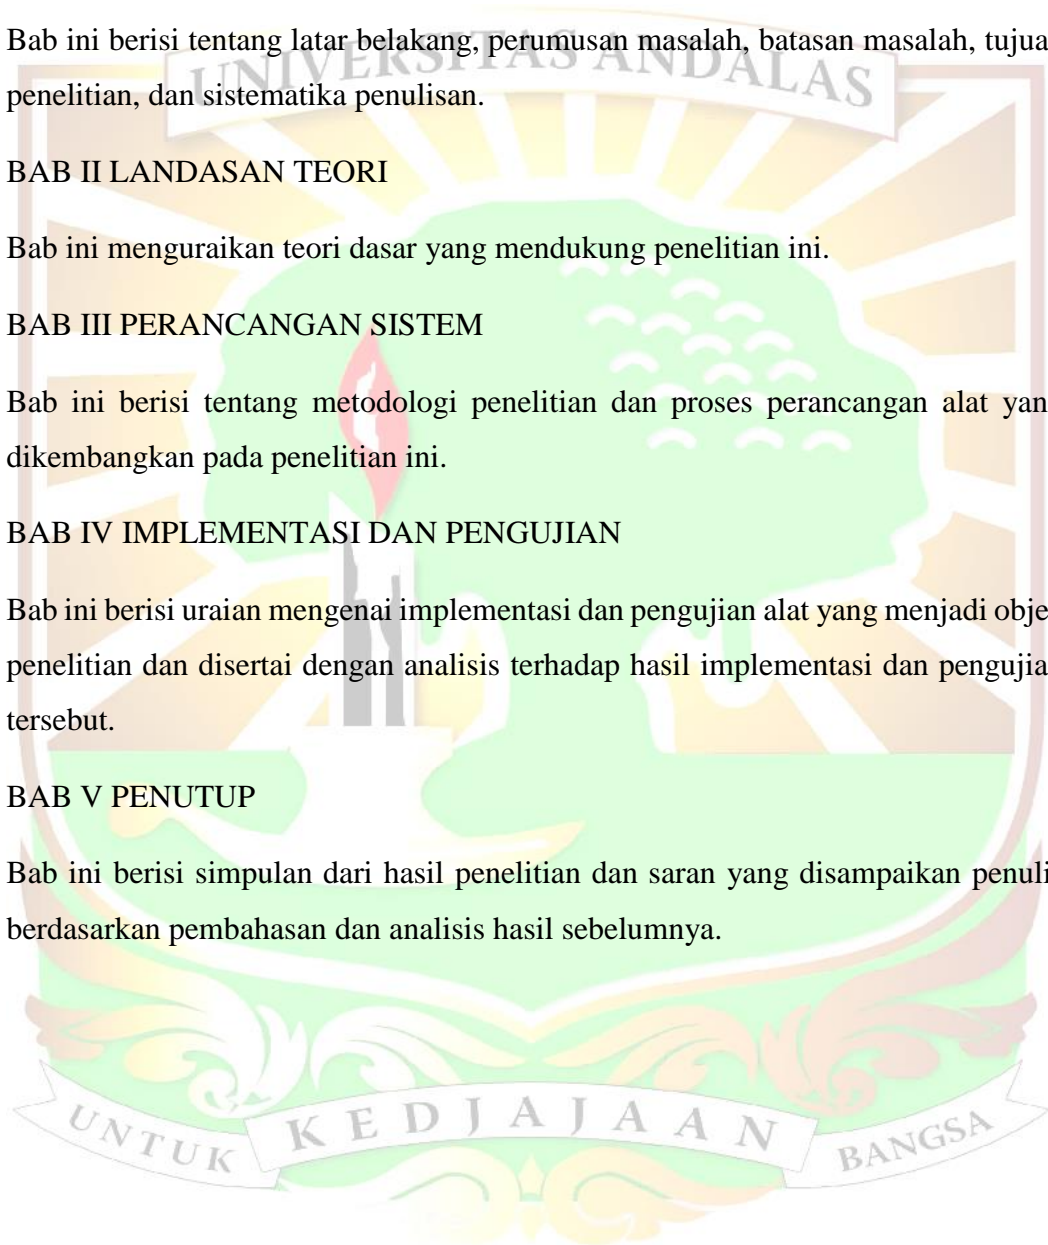 Bab ini berisi tentang latar belakang, perumusan masalah, batasan masalah, tujua
UNIVERSITAS ANDALAS
penelitian, dan sistematika penulisan.
BAB II LANDASAN TEORI
Bab ini menguraikan teori dasar yang mendukung penelitian ini.
BAB III PERANCANGAN SISTEM
Bab ini berisi tentang metodologi penelitian dan proses perancangan alat yan
dikembangkan pada penelitian ini.
BAB IV IMPLEMENTASI DAN PENGUJIAN
Bab ini berisi uraian mengenai implementasi dan pengujian alat yang menjadi obje
penelitian dan disertai dengan analisis terhadap hasil implementasi dan pengujia
tersebut.
BAB V PENUTUP
Bab ini berisi simpulan dari hasil penelitian dan saran yang disampaikan penuli
berdasarkan pembahasan dan analisis hasil sebelumnya.
UNTUK KEDJAJAAN BANGSA